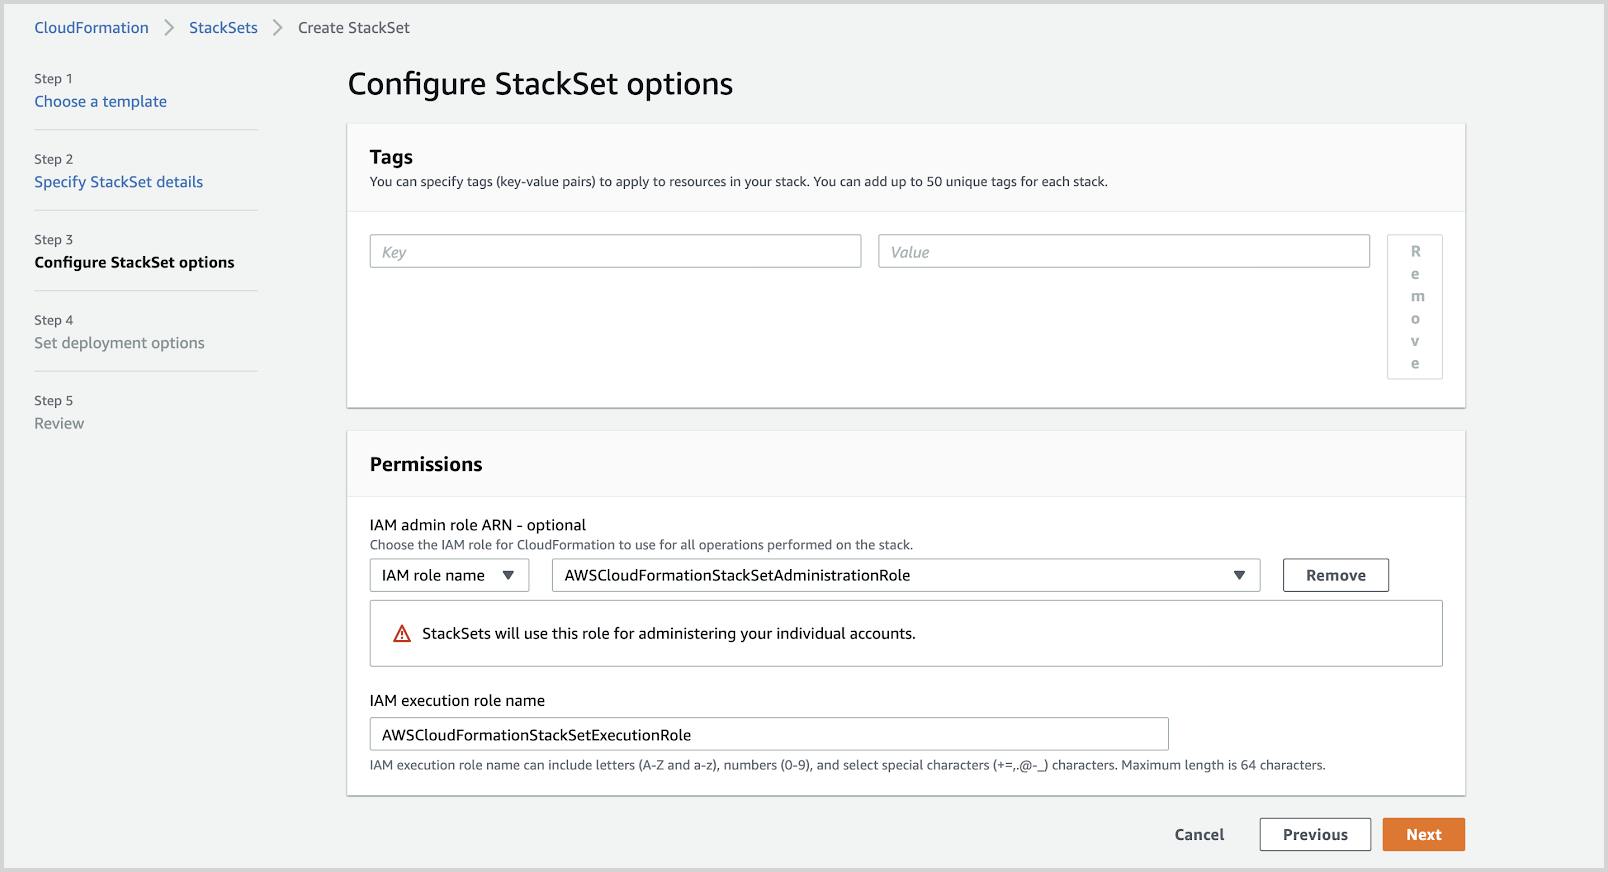 CloudFormation > StackSets > Create StackSet
Step 1
Choose a template
Step 2
Specify StackSet details
Step 3
Configure StackSet options
Step 4
Set deployment options
Step 5
Review
Configure StackSet options
Tags
You can specify tags (key-value pairs) to apply to resources in your stack. You can add up to 50 unique tags for each stack.
Key
Value
R
e
m
o
v
e
Permissions
IAM admin role ARN - optional
Choose the IAM role for CloudFormation to use for all operations performed on the stack.
IAM role name
AWSCloudFormationStackSetAdministrationRole
Remove
StackSets will use this role for administering your individual accounts.
IAM execution role name
AWSCloudFormationStackSetExecutionRole
IAM execution role name can include letters (A-Z and a-z), numbers (0-9), and select special characters (+=,.@-_) characters. Maximum length is 64 characters.
Cancel
Previous
Next